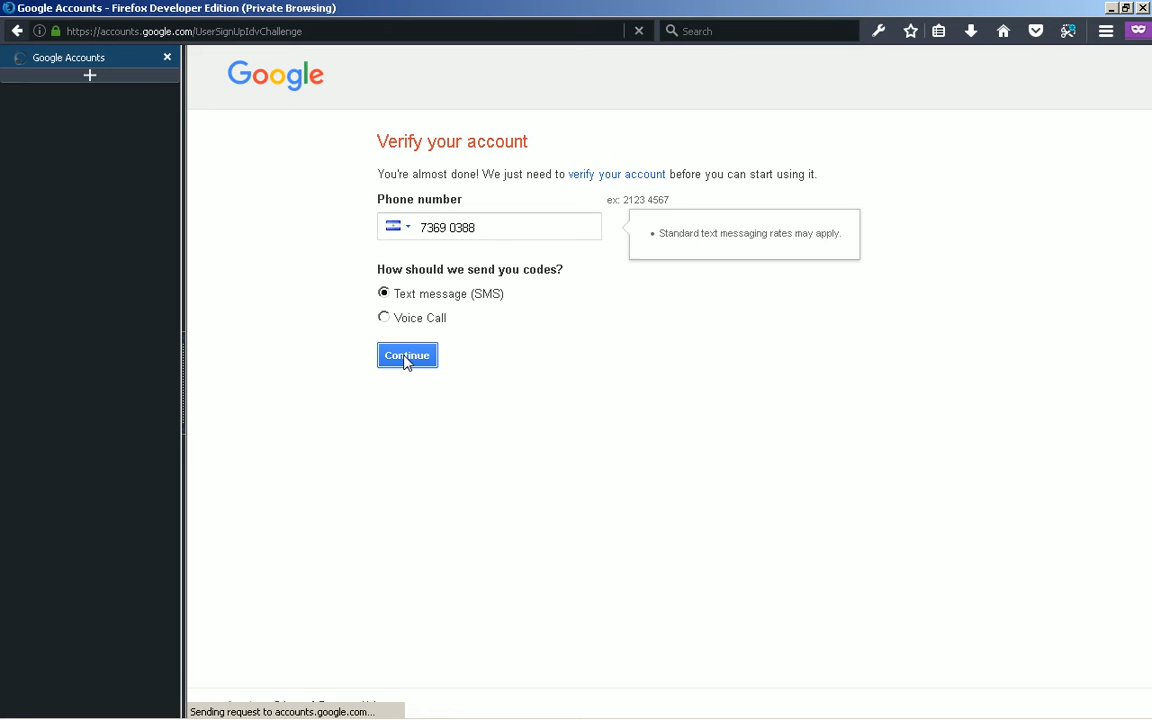 Google Accounts - Firefox Developer Edition (Private Browsing)
https://accounts.google.com/UserSignUpIdvChallenge
Search
Google Accounts
Google
Verify your account
You're almost done! We just need to verify your account before you can start using it.
Phone number
ex: 2123 4567
7369 0388
• Standard text messaging rates may apply.
How should we send you codes?
Text message (SMS)
Voice Call
Continue
Sending request to accounts.google.com...